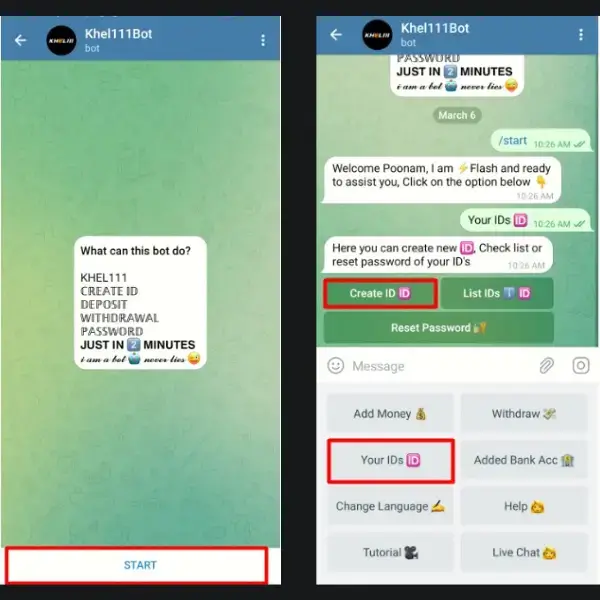 Khel111Bot
bot
KHEL111
What can this bot do?
KHEL111
ℂℝ𝔼𝔸𝕋𝔼 𝕀𝔻
𝔻𝔼ℙ𝕆𝕊𝕀𝕋
𝕎𝕀𝕋ℍ𝔻ℝ𝔸𝕎𝔸𝕃
ℙ𝔸𝕊𝕊𝕎𝕆ℝ𝔻
JUST IN 2️⃣ MINUTES
𝓲 𝓪𝓶 𝓪 𝓫𝓸𝓽 🤖 𝓷𝓮𝓿𝓮𝓻 𝓵𝓲𝓮𝓼 😜
START
Khel111Bot
bot
KHEL111
ℙ𝔸𝕊𝕊𝕎𝕆ℝ𝔻
JUST IN 2️⃣ MINUTES
𝓲 𝓪𝓶 𝓪 𝓫𝓸𝓽 🤖 𝓷𝓮𝓿𝓮𝓻 𝓵𝓲𝓮𝓼 😜
March 6
/start 10:26 AM
Welcome Poonam, I am ⚡Flash and ready
to assist you, Click on the option below 👇
10:26 AM
Your IDs 🆔 10:26 AM
Here you can create new 🆔, Check list or
reset password of your ID's 10:26 AM
Create ID 🆔
List IDs ℹ️ 🆔
Reset Password 🔐
Message
Add Money 💰
Withdraw 💸
Your IDs 🆔
Added Bank Acc 🏦
Change Language ✍️
Help 🙋
Tutorial 🎥
Live Chat 🙋